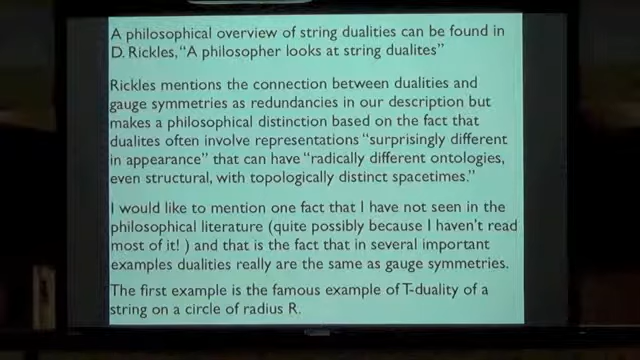 A philosophical overview of string dualities can be found in
D. Rickles, "A philosopher looks at string dualites"
Rickles mentions the connection between dualities and
gauge symmetries as redundancies in our description but
makes a philosophical distinction based on the fact that
dualites often involve representations "surprisingly different
in appearance" that can have "radically different ontologies,
even structural, with topologically distinct spacetimes."
I would like to mention one fact that I have not seen in the
philosophical literature (quite possibly because I haven't read
most of it! ) and that is the fact that in several important
examples dualities really are the same as gauge symmetries.
The first example is the famous example of T-duality of a
string on a circle of radius R.